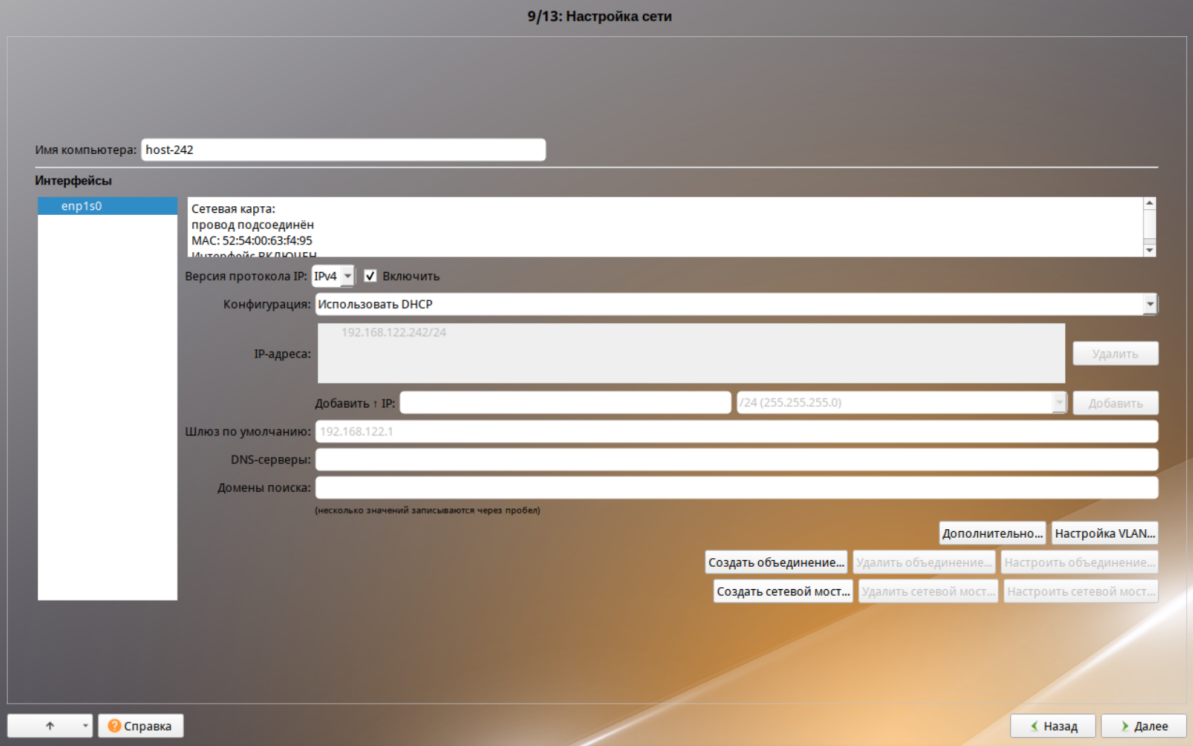 9/13: Настройка сети
Имя компьютера: host-242
Интерфейсы
enp1s0
Сетевая карта:
провод подсоединён
MAC: 52:54:00:63:f4:95
Интерфейс ВКЛЮЧЕН
Версия протокола IP: IPv4 Включить
Конфигурация: Использовать DHCP
192.168.122.242/24
IP-адреса: Удалить
Добавить ↑ IP: /24 (255.255.255.0) Добавить
Шлюз по умолчанию: 192.168.122.1
DNS-серверы:
Домены поиска:
(несколько значений записываются через пробел)
Дополнительно... Настройка VLAN...
Создать объединение... Удалить объединение... Настроить объединение...
Создать сетевой мост... Удалить сетевой мост... Настроить сетевой мост...
Справка Назад Далее